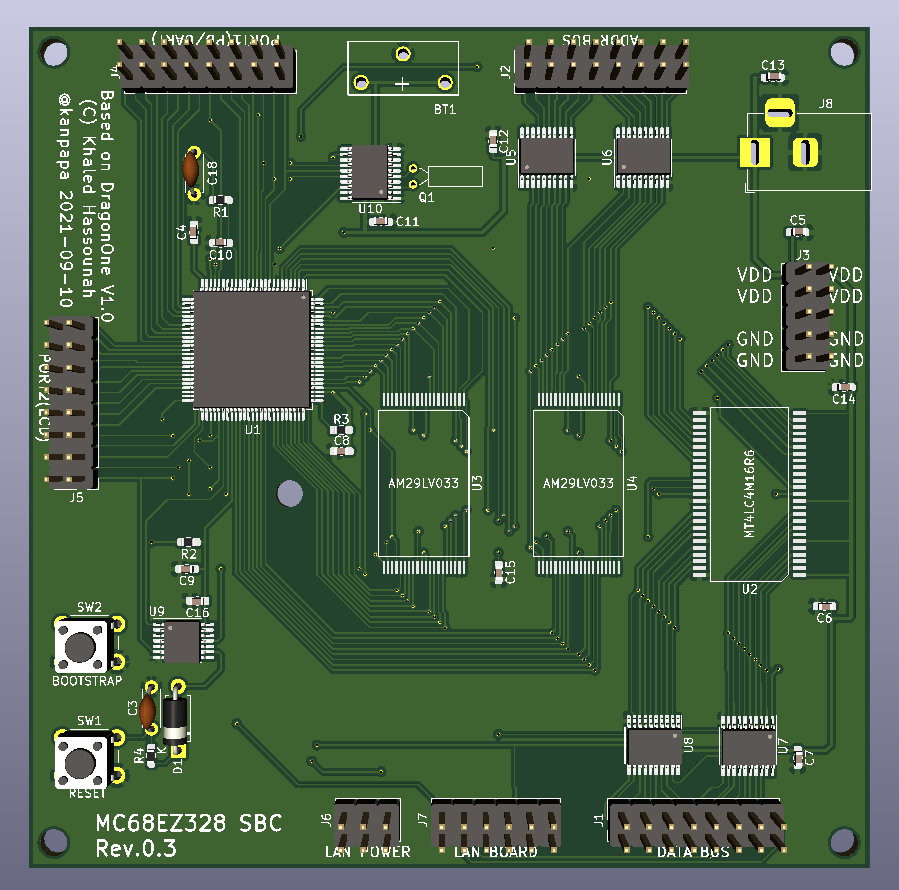 PORT1(PD/UART)
ADDR BUS
J4
J2
BT1
C13
J8
C12
U5
U6
C18
R1
C4
C10
U10
Q1
C11
C5
J3
VDD
VDD
VDD
VDD
GND
GND
GND
GND
C14
Based on DragonOne V1.0
(C) Khaled Hassounah
@kanpapa 2021-09-10
PORT2(LCD)
J5
U1
R3
C8
AM29LV033
U3
AM29LV033
U4
MT4LC4M16R6
U2
C15
C6
R2
C9
C16
U9
SW2
BOOTSTRAP
C3
K
D1
R4
SW1
RESET
U8
U7
C7
MC68EZ328 SBC
Rev.0.3
J6
LAN POWER
J7
LAN BOARD
J1
DATA BUS